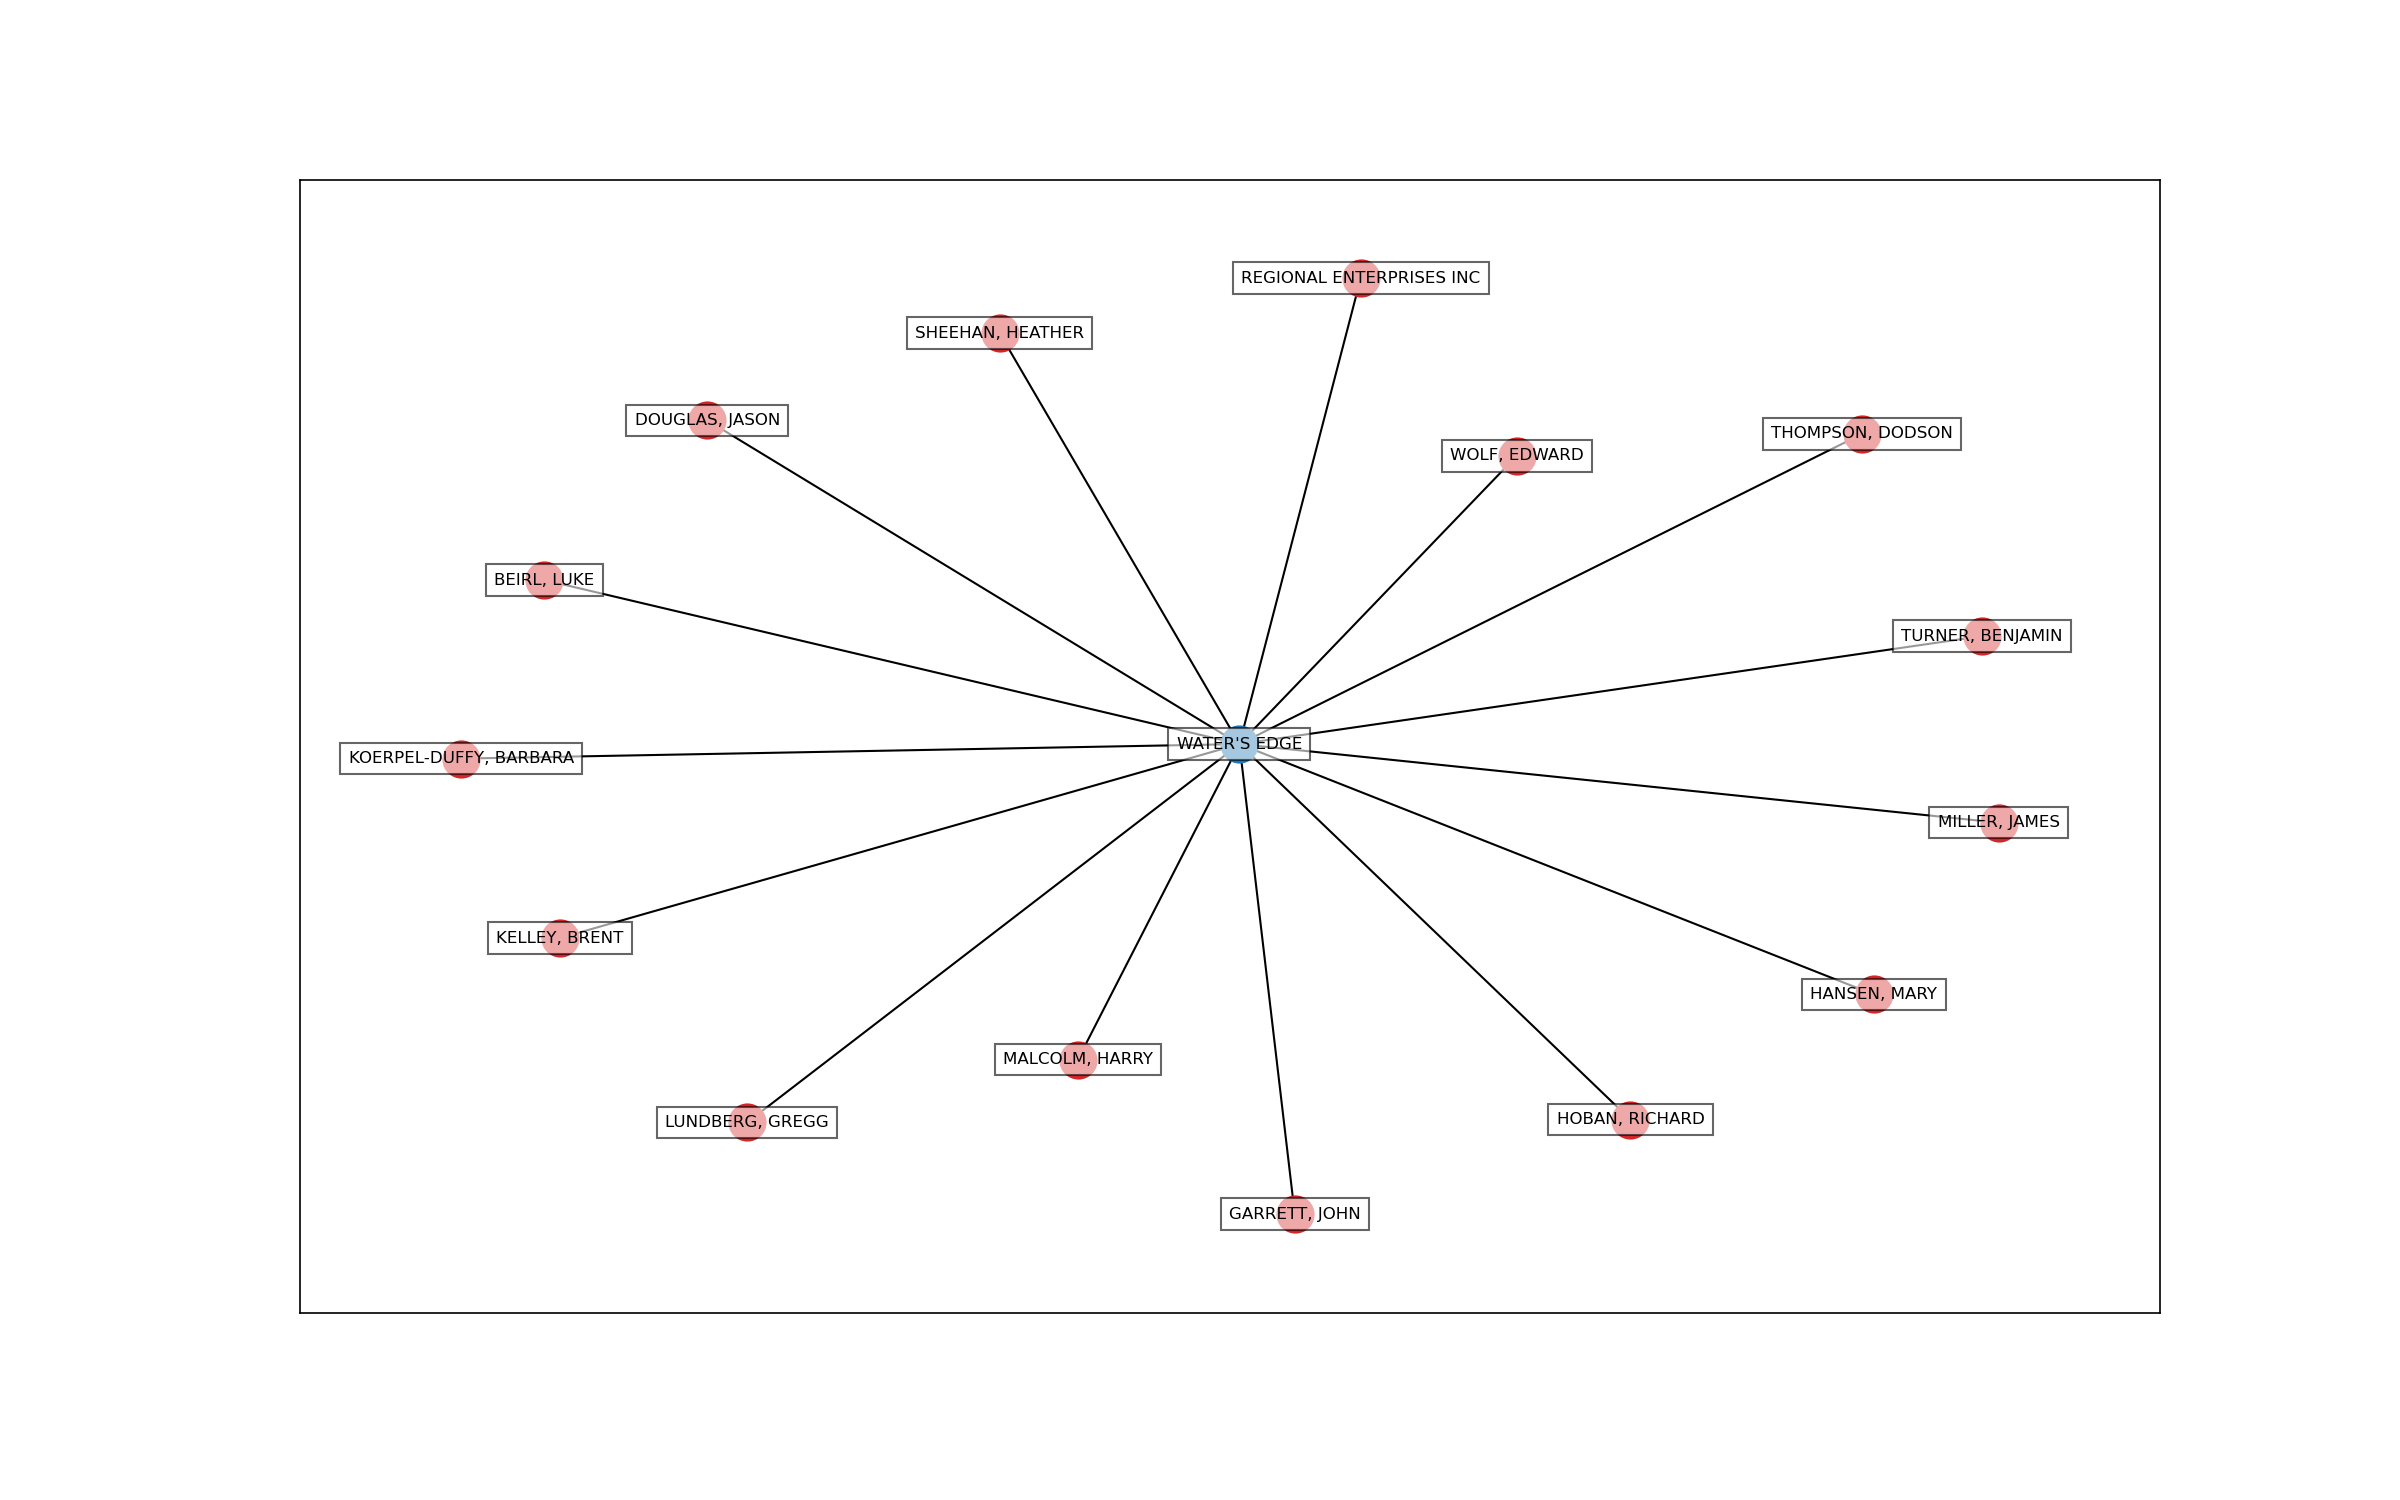 REGIONAL ENTERPRISES INC
SHEEHAN, HEATHER
DOUGLAS, JASON
THOMPSON, DODSON
WOLF, EDWARD
BEIRL, LUKE
TURNER, BENJAMIN
WATER'S EDGE
KOERPEL-DUFFY, BARBARA
MILLER, JAMES
KELLEY, BRENT
HANSEN, MARY
MALCOLM, HARRY
LUNDBERG, GREGG
HOBAN, RICHARD
GARRETT, JOHN